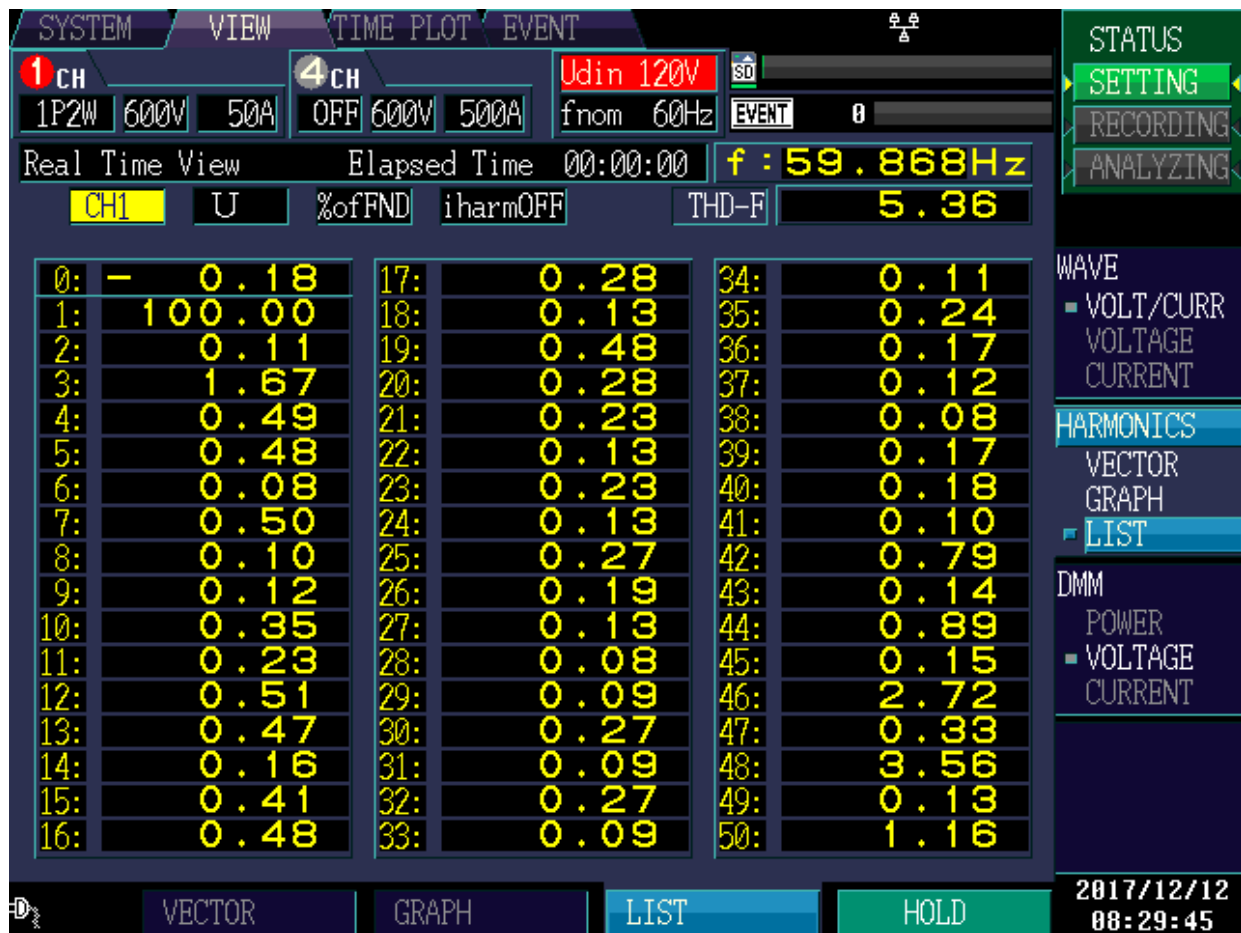 SYSTEM VIEW TIME PLOT EVENT
1 CH 4 CH Udin 120V SD
1P2W 600V 50A OFF 600V 500A fnom 60Hz EVENT 0
Real Time View Elapsed Time 00:00:00 f:59.868Hz
CH1 U %ofFND iharmOFF THD-F 5.36
0: - 0.18 17: 0.28 34: 0.11
1: 100.00 18: 0.13 35: 0.24
2: 0.11 19: 0.48 36: 0.17
3: 1.67 20: 0.28 37: 0.12
4: 0.49 21: 0.23 38: 0.08
5: 0.48 22: 0.13 39: 0.17
6: 0.08 23: 0.23 40: 0.18
7: 0.50 24: 0.13 41: 0.10
8: 0.10 25: 0.27 42: 0.79
9: 0.12 26: 0.19 43: 0.14
10: 0.35 27: 0.13 44: 0.89
11: 0.23 28: 0.08 45: 0.15
12: 0.51 29: 0.09 46: 2.72
13: 0.47 30: 0.27 47: 0.33
14: 0.16 31: 0.09 48: 3.56
15: 0.41 32: 0.27 49: 0.13
16: 0.48 33: 0.09 50: 1.16
STATUS
SETTING
RECORDING
ANALYZING
WAVE
VOLT/CURR
VOLTAGE
CURRENT
HARMONICS
VECTOR
GRAPH
LIST
DMM
POWER
VOLTAGE
CURRENT
VECTOR GRAPH LIST HOLD
2017/12/12
08:29:45